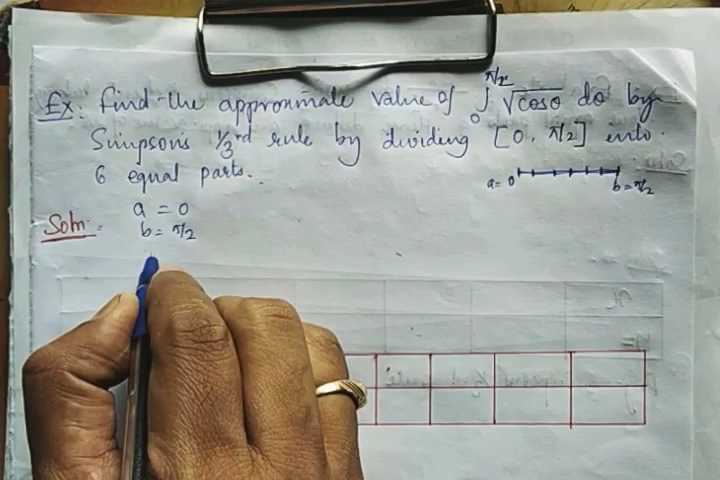 Ex: Find the approximate value of ∫₀^π/2 √cosθ dθ by
Simpson's 1/3rd rule by dividing [0, π/2] into
6 equal parts.
a = 0 b = π/2
Soln: a = 0
b = π/2